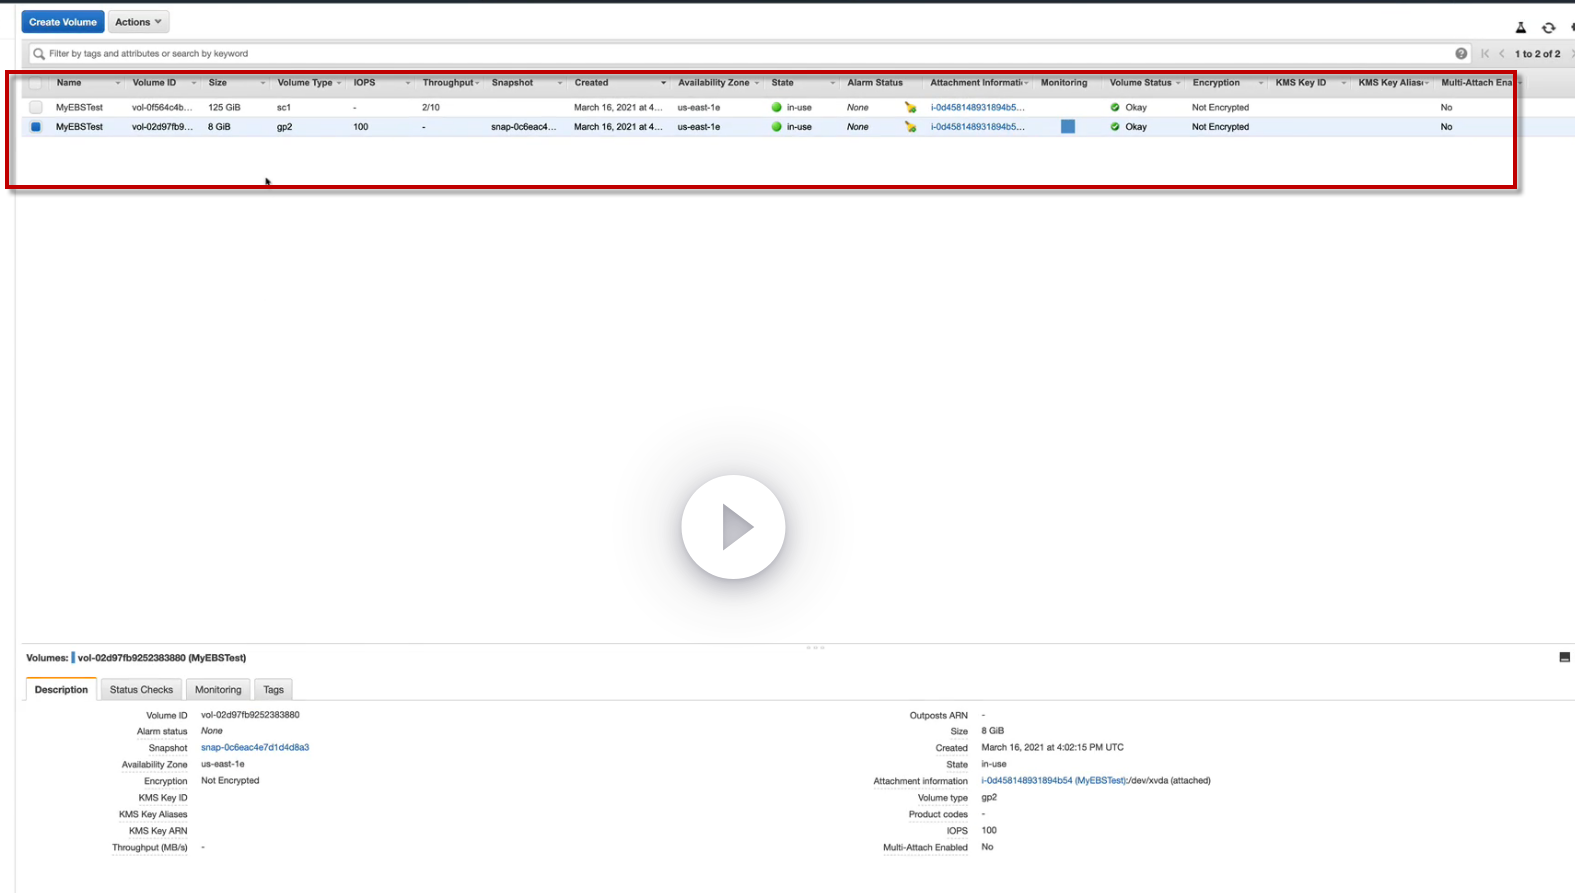 Create Volume Actions
Filter by tags and attributes or search by keyword 1 to 2 of 2
Name Volume ID Size Volume Type IOPS Throughput Snapshot Created Availability Zone State Alarm Status Attachment Informati Monitoring Volume Status Encryption KMS Key ID KMS Key Alias Multi-Attach Ena
MyEBSTest vol-0f564c4b... 125 GiB sc1 - 2/10 March 16, 2021 at 4... us-east-1e in-use None i-0d458148931894b5... Okay Not Encrypted No
MyEBSTest vol-02d97fb9... 8 GiB gp2 100 - snap-0c6eac4... March 16, 2021 at 4... us-east-1e in-use None i-0d458148931894b5... Okay Not Encrypted No
Volumes: vol-02d97fb9252383880 (MyEBSTest)
Description Status Checks Monitoring Tags
Volume ID vol-02d97fb9252383880 Outposts ARN -
Alarm status None Size 8 GiB
Snapshot snap-0c6eac4e7d1d4d8a3 Created March 16, 2021 at 4:02:15 PM UTC
Availability Zone us-east-1e State in-use
Encryption Not Encrypted Attachment information i-0d458148931894b54 (MyEBSTest):/dev/xvda (attached)
KMS Key ID Volume type gp2
KMS Key Aliases Product codes -
KMS Key ARN IOPS 100
Throughput (MB/s) - Multi-Attach Enabled No